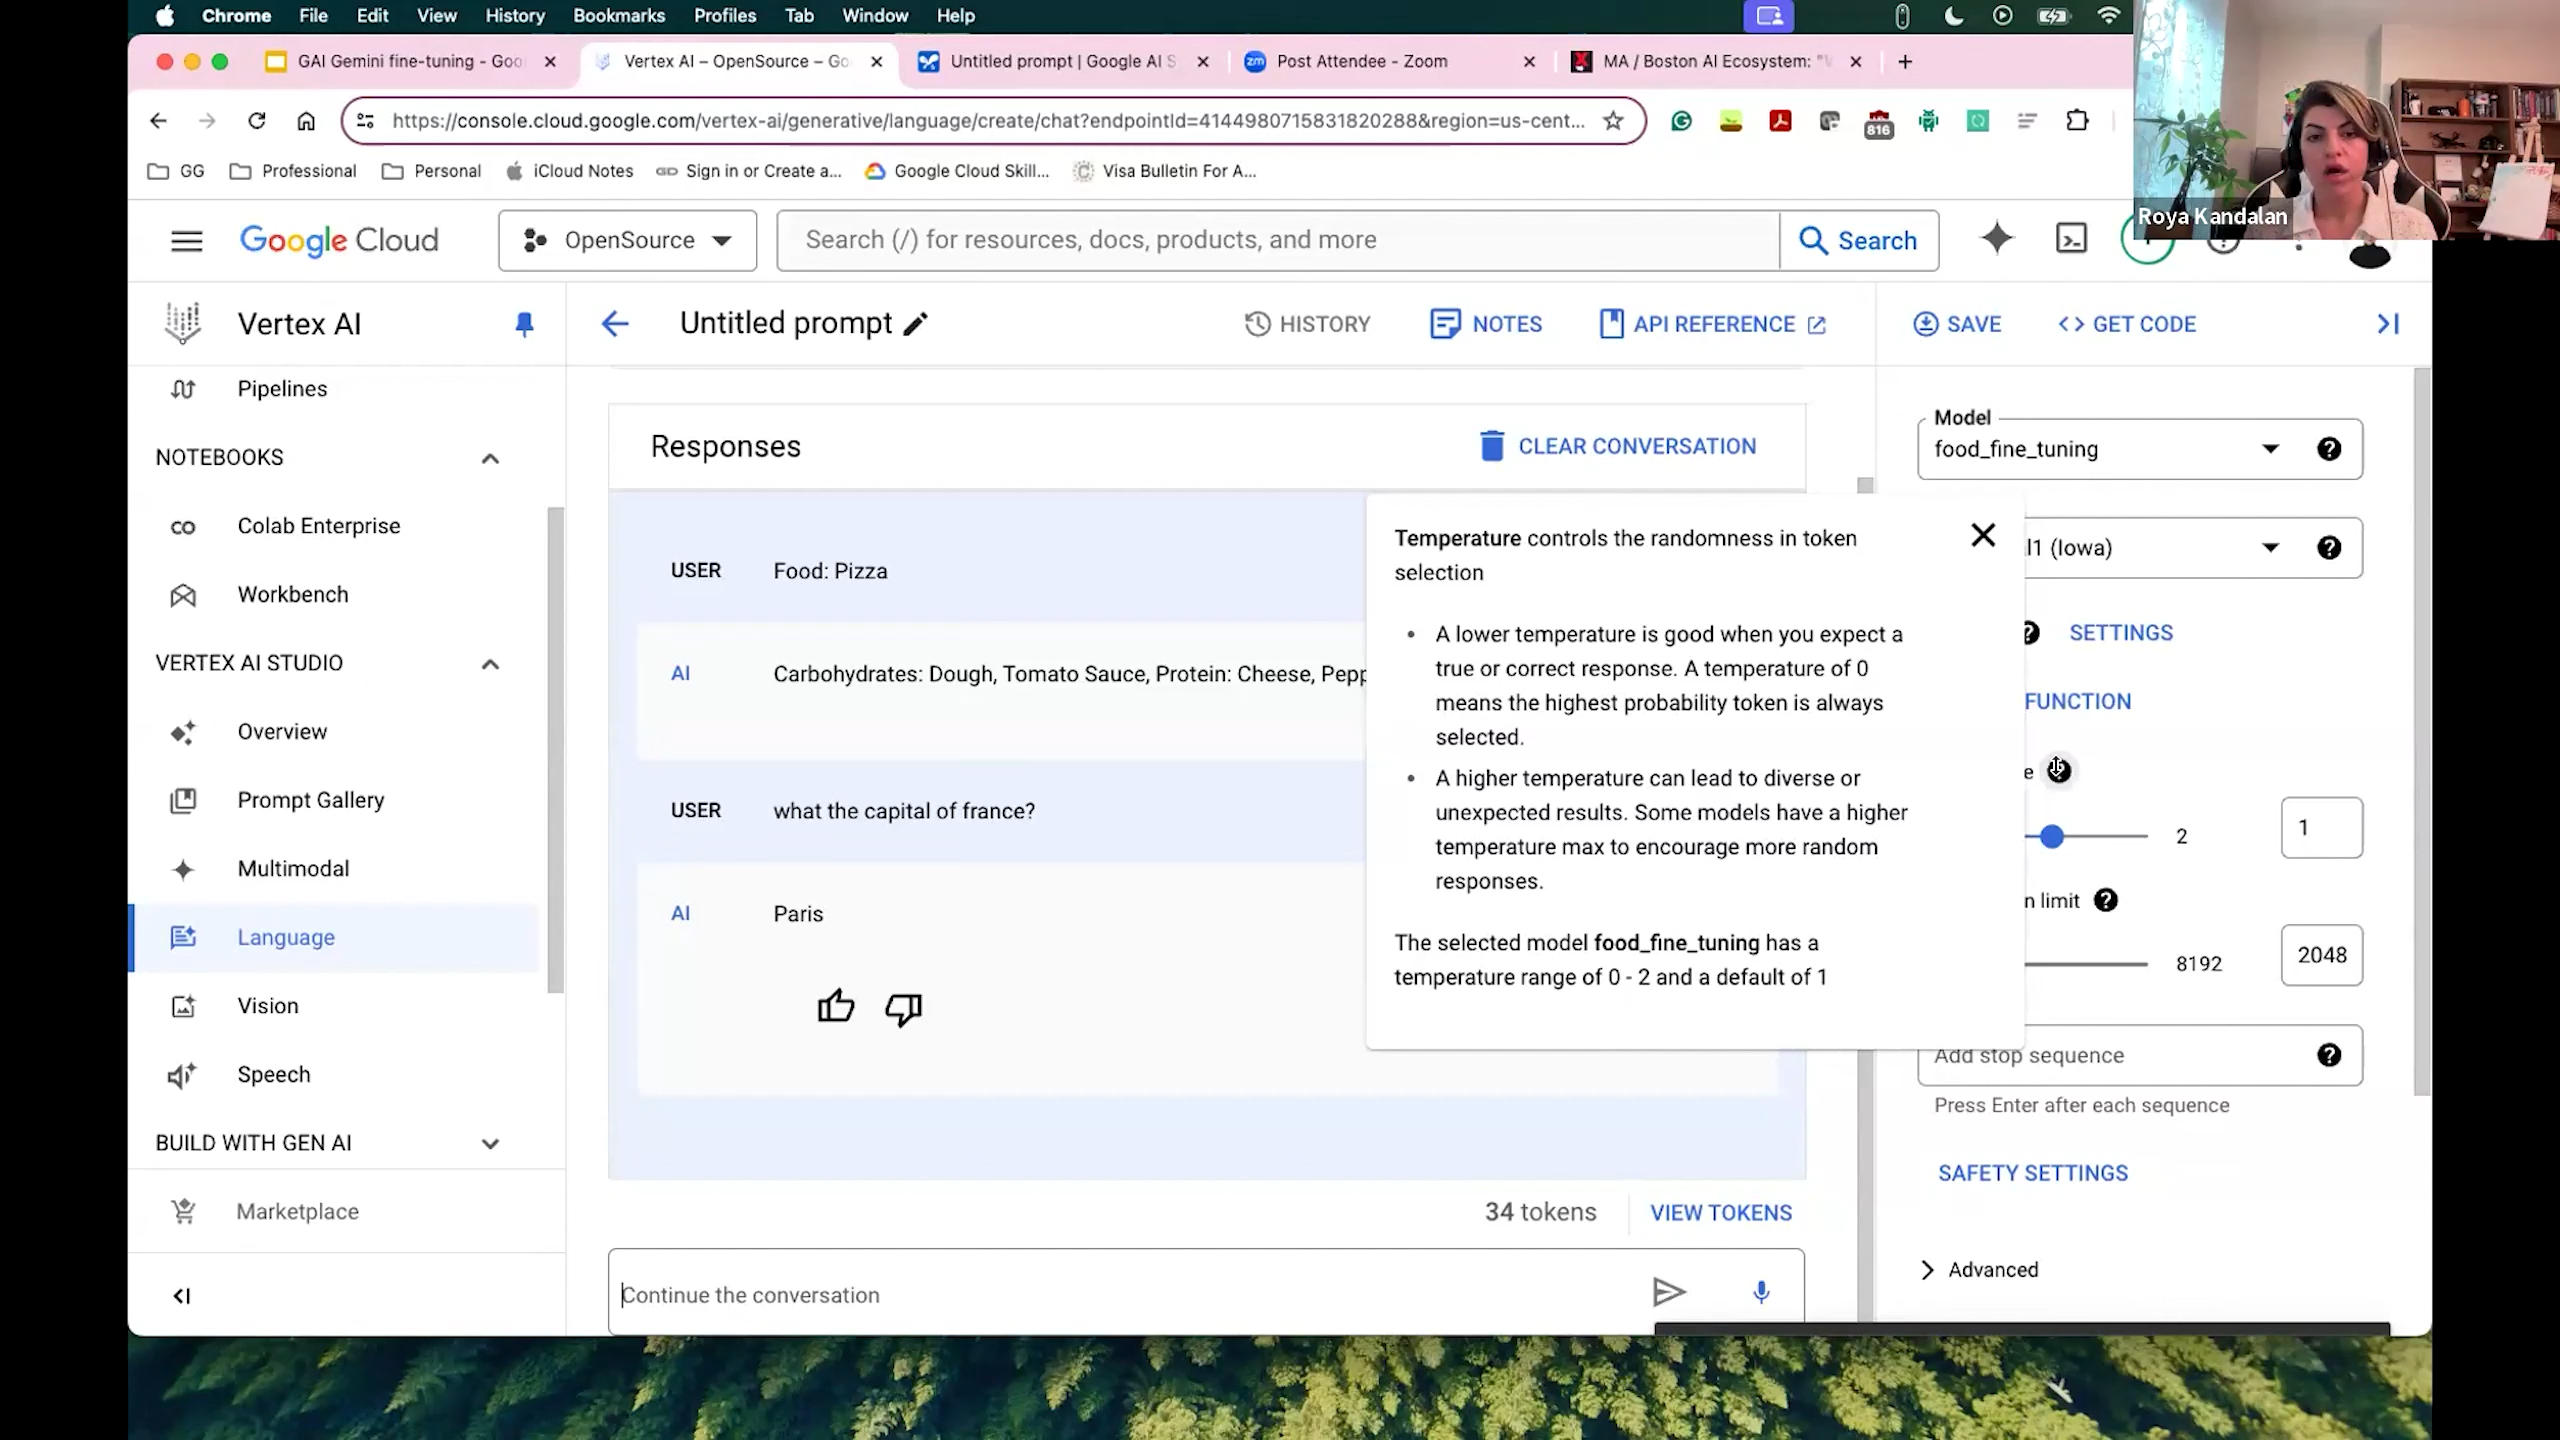 Chrome File Edit View History Bookmarks Profiles Tab Window Help
GAI Gemini fine-tuning - Goo
Vertex AI – OpenSource – Go
Untitled prompt | Google AI S
zm Post Attendee - Zoom
MA / Boston AI Ecosystem: "
https://console.cloud.google.com/vertex-ai/generative/language/create/chat?endpointId=4144980715831820288&region=us-cent...
816
GG Professional Personal iCloud Notes Sign in or Create a... Google Cloud Skill... Visa Bulletin For A...
Roya Kandalan
Google Cloud
OpenSource
Search (/) for resources, docs, products, and more
Search
Vertex AI
Untitled prompt
HISTORY
NOTES
API REFERENCE
SAVE
GET CODE
Pipelines
NOTEBOOKS
Colab Enterprise
Workbench
VERTEX AI STUDIO
Overview
Prompt Gallery
Multimodal
Language
Vision
Speech
BUILD WITH GEN AI
Marketplace
Responses
CLEAR CONVERSATION
USER Food: Pizza
AI Carbohydrates: Dough, Tomato Sauce, Protein: Cheese, Pepp
USER what the capital of france?
AI Paris
34 tokens
VIEW TOKENS
Continue the conversation
Temperature controls the randomness in token
selection
• A lower temperature is good when you expect a
true or correct response. A temperature of 0
means the highest probability token is always
selected.
• A higher temperature can lead to diverse or
unexpected results. Some models have a higher
temperature max to encourage more random
responses.
The selected model food_fine_tuning has a
temperature range of 0 - 2 and a default of 1
Model
food_fine_tuning
l1 (Iowa)
SETTINGS
FUNCTION
e
2
1
n limit
8192
2048
Add stop sequence
Press Enter after each sequence
SAFETY SETTINGS
Advanced